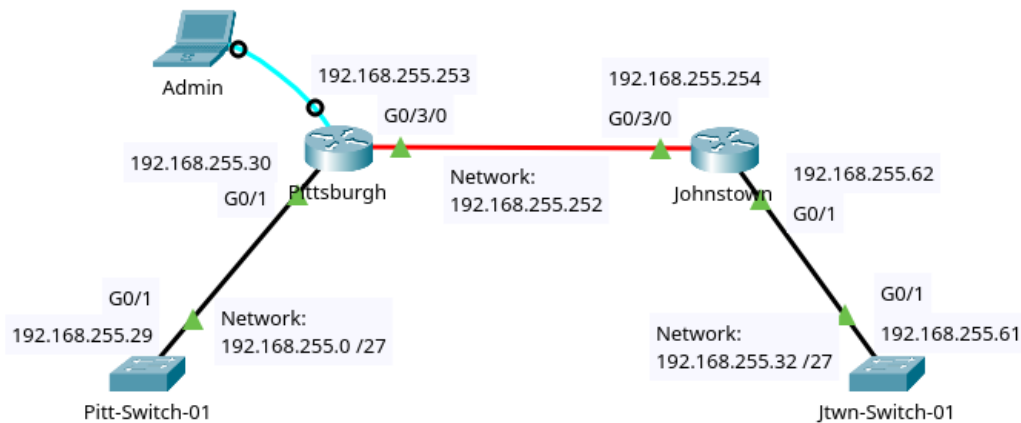 192.168.255.253
192.168.255.254
Admin
G0/3/0
G0/3/0
192.168.255.30
Pittsburgh
G0/1
Network:
192.168.255.252
Johnstown
192.168.255.62
G0/1
G0/1
192.168.255.29
Network:
192.168.255.0 /27
Network:
192.168.255.32 /27
G0/1
192.168.255.61
Pitt-Switch-01
Jtwn-Switch-01